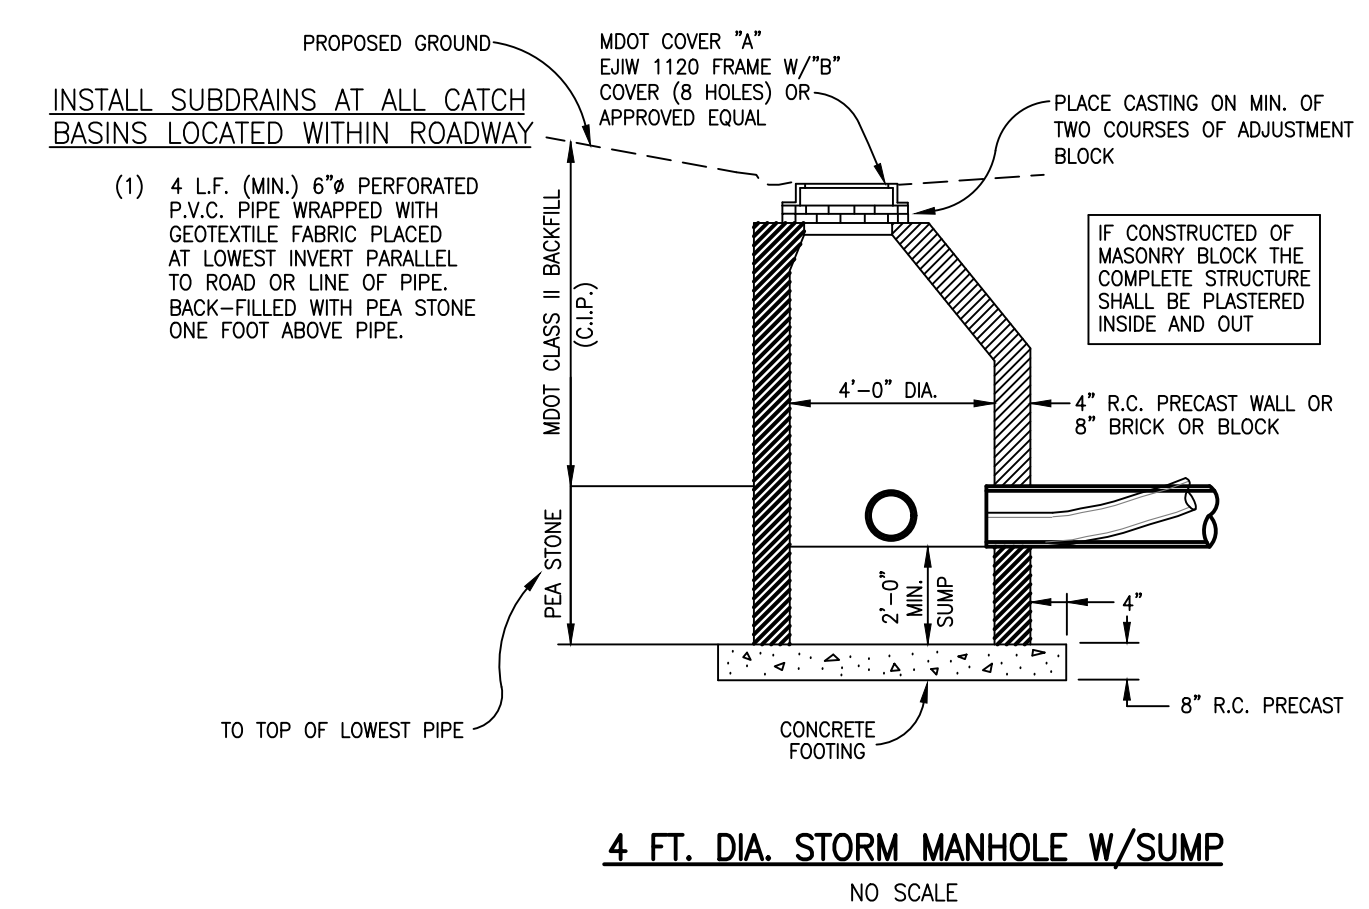 PROPOSED GROUND
MDOT COVER "A"
EJIW 1120 FRAME W/"B"
COVER (8 HOLES) OR
APPROVED EQUAL
INSTALL SUBDRAINS AT ALL CATCH
BASINS LOCATED WITHIN ROADWAY
(1) 4 L.F. (MIN.) 6"ø PERFORATED
P.V.C. PIPE WRAPPED WITH
GEOTEXTILE FABRIC PLACED
AT LOWEST INVERT PARALLEL
TO ROAD OR LINE OF PIPE.
BACK-FILLED WITH PEA STONE
ONE FOOT ABOVE PIPE.
PLACE CASTING ON MIN. OF
TWO COURSES OF ADJUSTMENT
BLOCK
IF CONSTRUCTED OF
MASONRY BLOCK THE
COMPLETE STRUCTURE
SHALL BE PLASTERED
INSIDE AND OUT
MDOT CLASS II BACKFILL
(C.I.P.)
4'-0" DIA.
4" R.C. PRECAST WALL OR
8" BRICK OR BLOCK
PEA STONE
2'-0"
MIN.
SUMP
4"
8" R.C. PRECAST
TO TOP OF LOWEST PIPE
CONCRETE
FOOTING
4 FT. DIA. STORM MANHOLE W/SUMP
NO SCALE